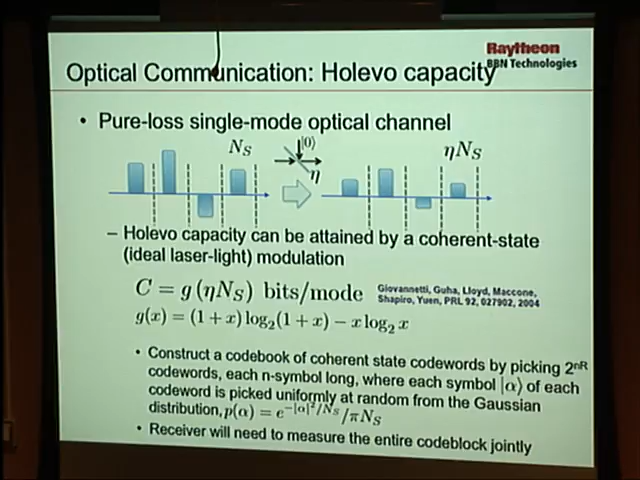 Raytheon
BBN Technologies
Optical Communication: Holevo capacity
• Pure-loss single-mode optical channel
N_S |0⟩ ηN_S
η
– Holevo capacity can be attained by a coherent-state
(ideal laser-light) modulation
C = g(ηN_S) bits/mode
Giovannetti, Guha, Lloyd, Maccone,
Shapiro, Yuen, PRL 92, 027902, 2004
g(x) = (1 + x) log₂(1 + x) − x log₂ x
• Construct a codebook of coherent state codewords by picking 2ⁿᴿ
codewords, each n-symbol long, where each symbol |α⟩ of each
codeword is picked uniformly at random from the Gaussian
distribution, p(α) = e^{−|α|²/N_S}/πN_S
• Receiver will need to measure the entire codeblock jointly